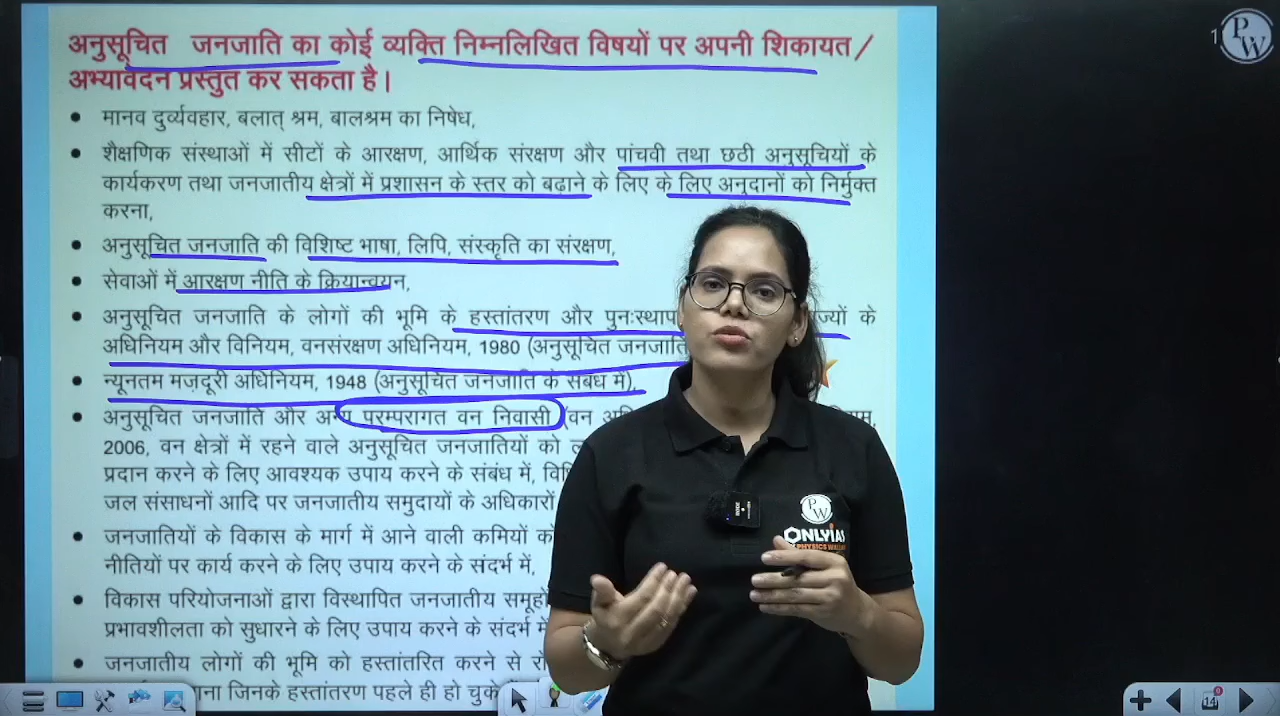 अनुसूचित जनजाति का कोई व्यक्ति निम्नलिखित विषयों पर अपनी शिकायत/
अभ्यावेदन प्रस्तुत कर सकता है।
• मानव दुर्व्यवहार, बलात् श्रम, बालश्रम का निषेध,
• शैक्षणिक संस्थाओं में सीटों के आरक्षण, आर्थिक संरक्षण और पांचवी तथा छठी अनुसूचियों के
कार्यकरण तथा जनजातीय क्षेत्रों में प्रशासन के स्तर को बढ़ाने के लिए के लिए अनुदानों को निर्मुक्त
करना,
• अनुसूचित जनजाति की विशिष्ट भाषा, लिपि, संस्कृति का संरक्षण,
• सेवाओं में आरक्षण नीति के क्रियान्वयन,
• अनुसूचित जनजाति के लोगों की भूमि के हस्तांतरण और के
अधिनियम और विनियम, वनसंरक्षण अधिनियम, 1980 (अनुसूचित जनजाति
• न्यूनतम मज़दूरी अधिनियम, 1948 (अनुसूचित जनजाति के संबंध में),
• अनुसूचित जनजाति और अन्य परम्परागत वन निवासी (वन
2006, वन क्षेत्रों में रहने वाले अनुसूचित जनजातियों को
प्रदान करने के लिए आवश्यक उपाय करने के संबंध में,
जल संसाधनों आदि पर जनजातीय समुदायों के अधिकारों
• जनजातियों के विकास के मार्ग में आने वाली कमियों को
नीतियों पर कार्य करने के लिए उपाय करने के संदर्भ में,
• विकास परियोजनाओं द्वारा विस्थापित जनजातीय
प्रभावशीलता को सुधारने के लिए उपाय करने के संदर्भ में
• जनजातीय लोगों की भूमि को हस्तांतरित करने से
जिनके हस्तांतरण पहले ही हो चुके
PW
PW
ONLYIAS
PHYSICS
14